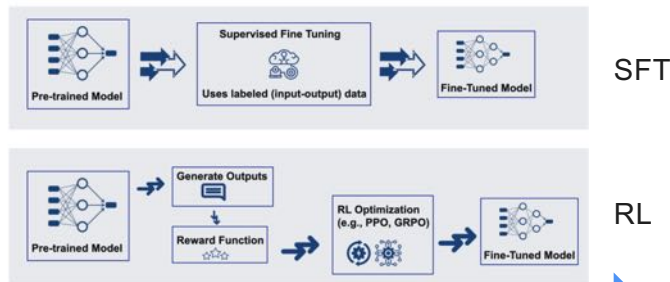 Supervised Fine Tuning
Pre-trained Model
Uses labeled (input-output) data
Fine-Tuned Model
SFT
Generate Outputs
Pre-trained Model
Reward Function
RL Optimization
(e.g., PPO, GRPO)
Fine-Tuned Model
RL